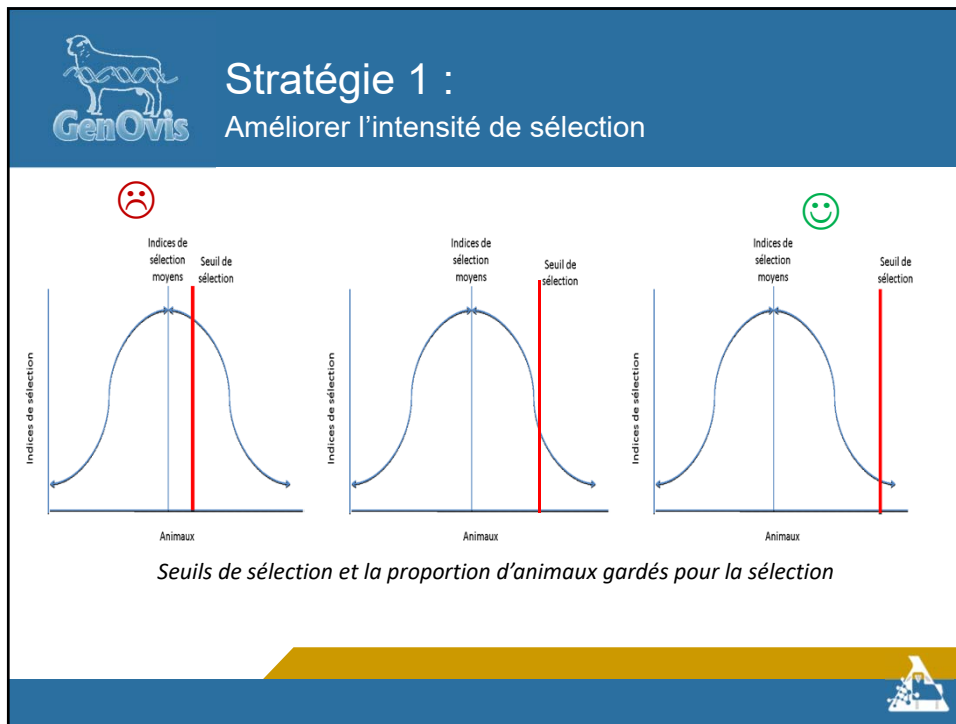 GenOvis
Stratégie 1 :
Améliorer l'intensité de sélection
Indices de
sélection
moyens
Seuil de
sélection
Indices de sélection
Animaux
Indices de
sélection
moyens
Seuil de
sélection
Indices de sélection
Animaux
Indices de
sélection
moyens
Seuil de
sélection
Indices de sélection
Animaux
Seuils de sélection et la proportion d'animaux gardés pour la sélection